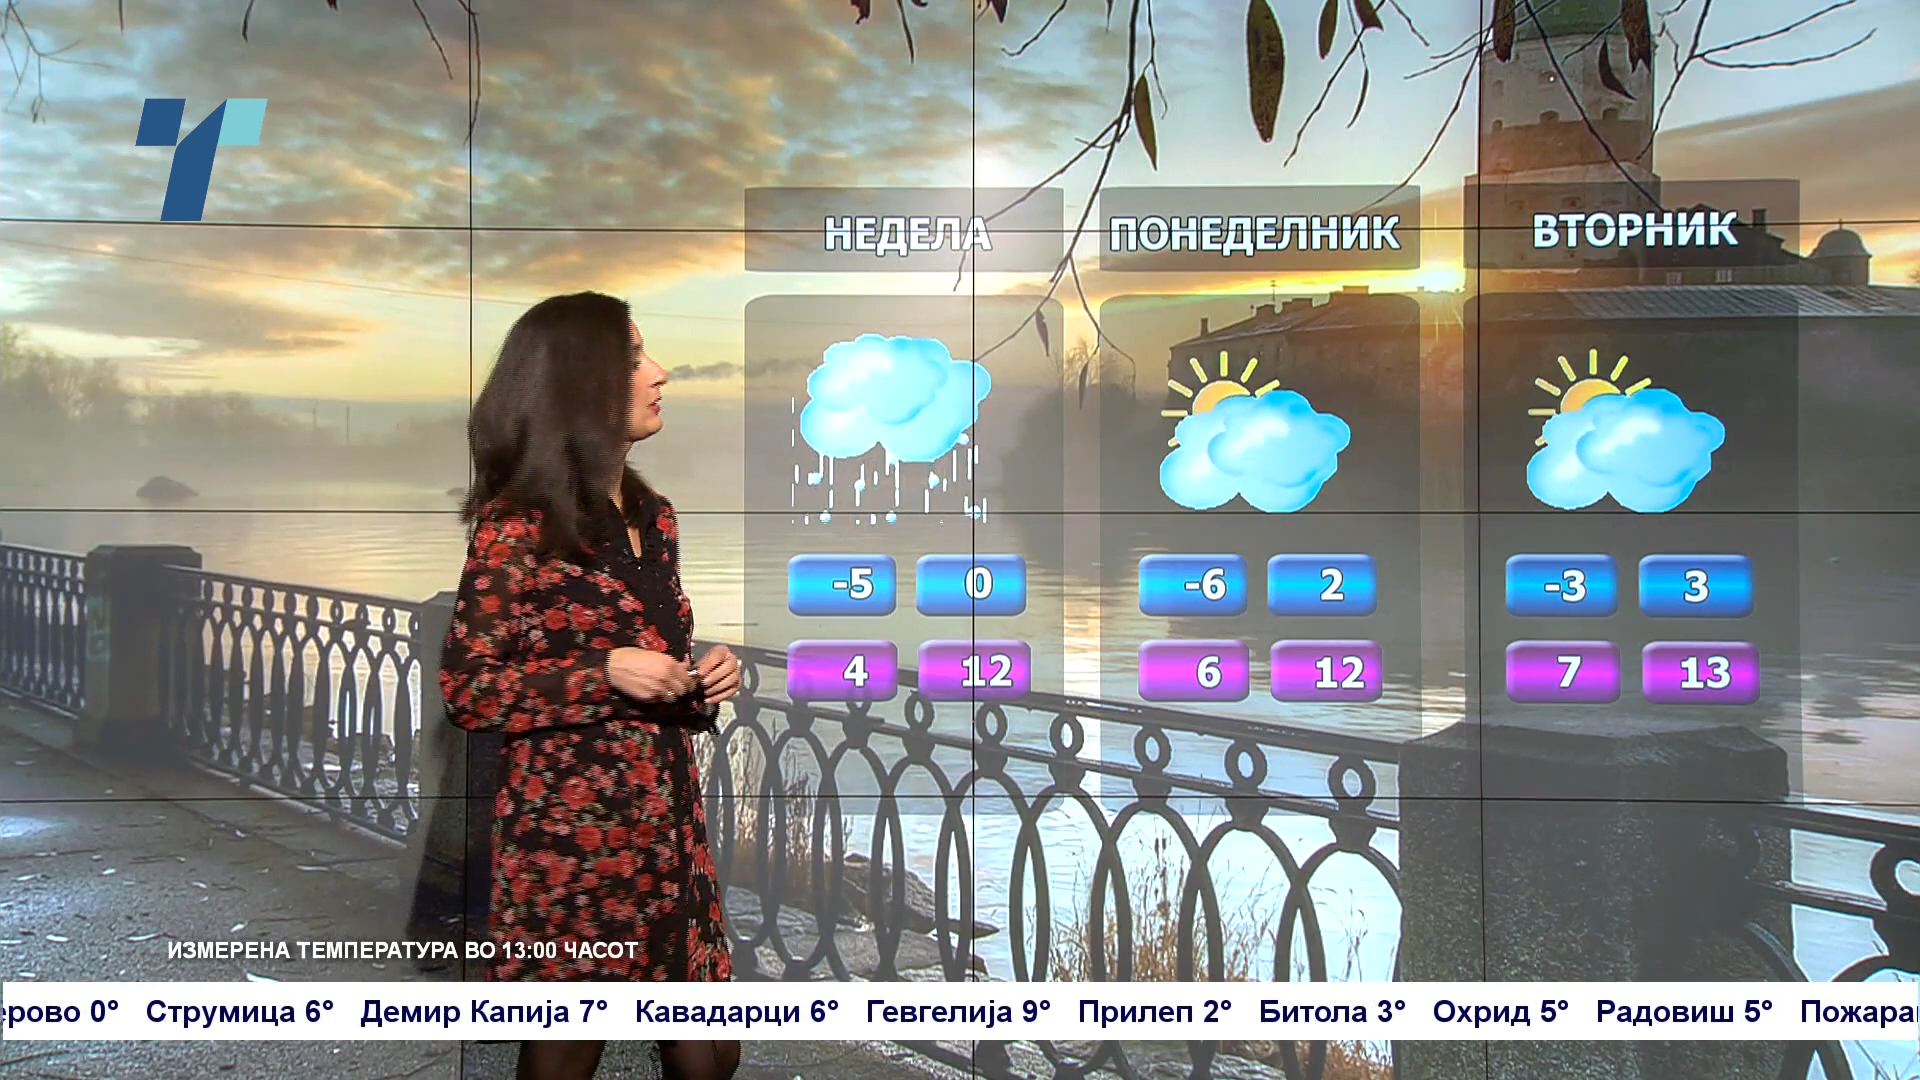 НЕДЕЛА ПОНЕДЕЛНИК ВТОРНИК
-5 0 -6 2 -3 3
4 12 6 12 7 13
ИЗМЕРЕНА ТЕМПЕРАТУРА ВО 13:00 ЧАСОТ
ерово 0° Струмица 6° Демир Капија 7° Кавадарци 6° Гевгелија 9° Прилеп 2° Битола 3° Охрид 5° Радовиш 5° Пожара